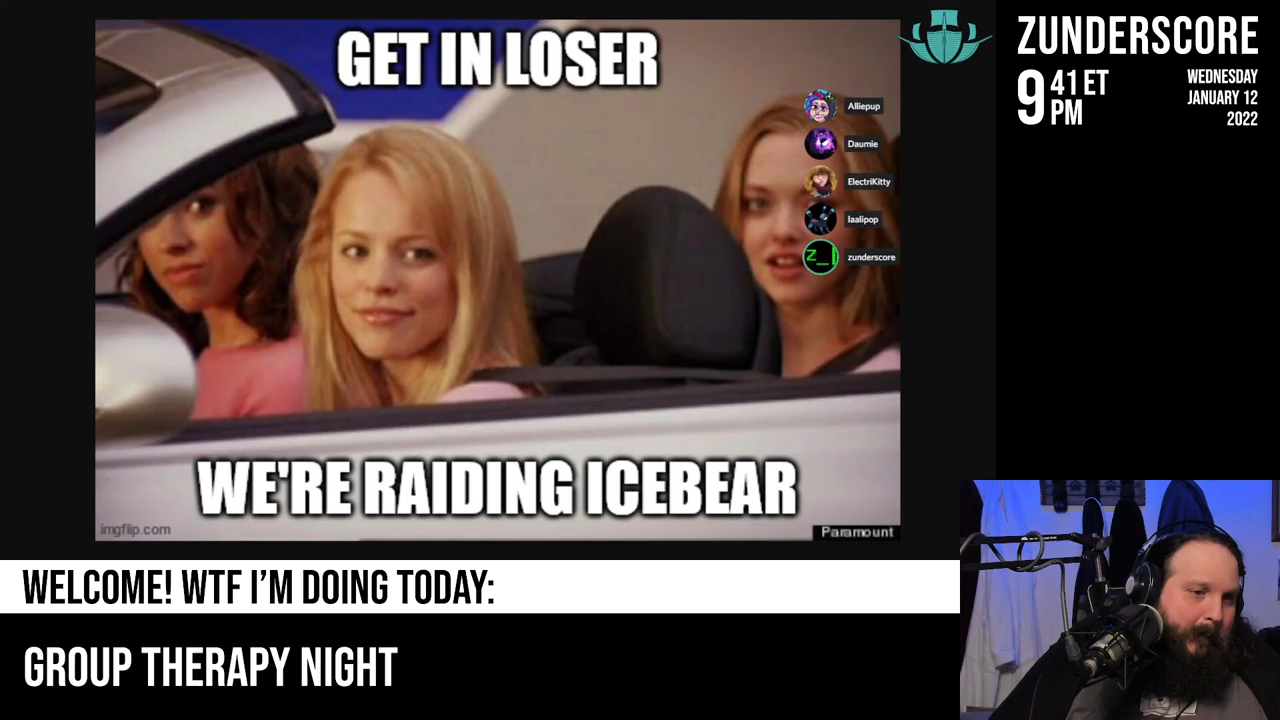 GET IN LOSER
Alliepup
Daumie
ElectriKitty
laalipop
z_
zunderscore
WE'RE RAIDING ICEBEAR
imgflip.com
Paramount
ZUNDERSCORE
9 41 ET
PM
WEDNESDAY
JANUARY 12
2022
WELCOME! WTF I'M DOING TODAY:
GROUP THERAPY NIGHT